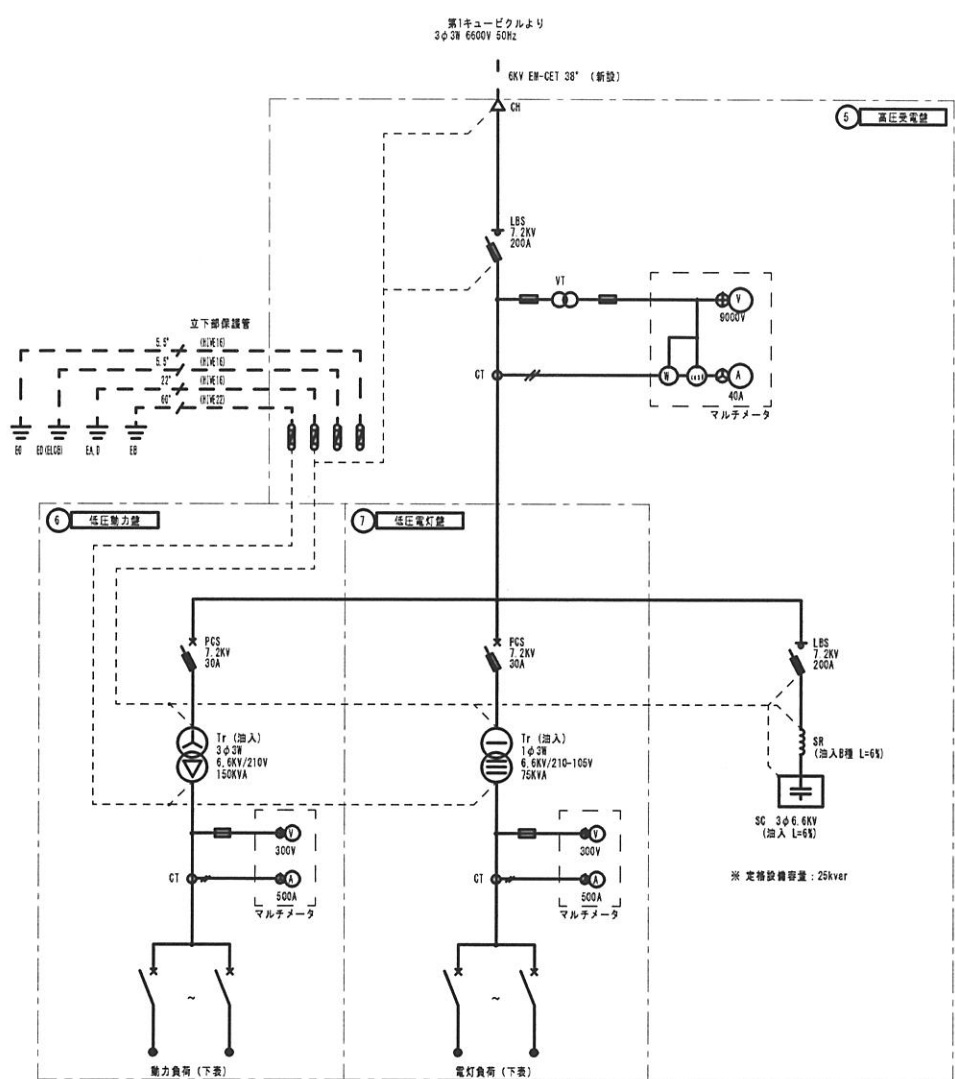 第1キュービクルより
3φ3W 6600V 50Hz
6KV EM-CET 38° (新設)
CH
5 高圧受電盤
LBS
7.2KV
200A
VT
V
9000V
CT
W
A
40A
マルチメータ
立下部保護管
5.5° (HIVE16)
5.5° (HIVE16)
22° (HIVE16)
60° (HIVE22)
ED(ELCB)
EA.D
EB
6 低圧動力盤
7 低圧電灯盤
PCS
7.2KV
30A
PCS
7.2KV
30A
LBS
7.2KV
200A
Tr (油入)
3φ3W
6.6KV/210V
150KVA
Tr (油入)
1φ3W
6.6KV/210-105V
75KVA
SR
(油入B種 L=6%)
SC 3φ6.6KV
(油入 L=6%)
※ 定格設備容量:25kvar
V
300V
CT
A
500A
マルチメータ
V
300V
CT
A
500A
マルチメータ
~
~
動力負荷(下表)
電灯負荷(下表)